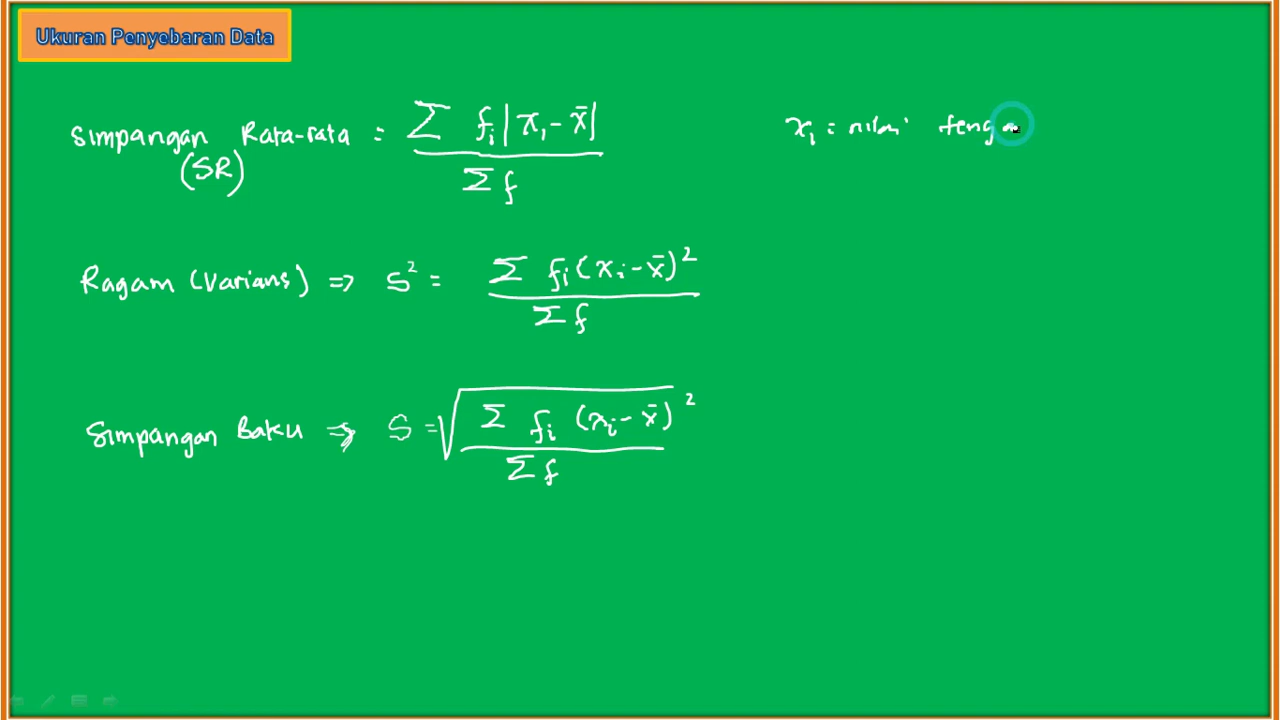 Ukuran Penyebaran Data
Simpangan Rata-rata = Σ fᵢ|xᵢ - x̄| / Σ f
(SR)
xᵢ = nilai tenga
Ragam (Varians) ⇒ S² = Σ fᵢ(xᵢ - x̄)² / Σ f
Simpangan Baku ⇒ S = √(Σ fᵢ (xᵢ - x̄)² / Σ f)